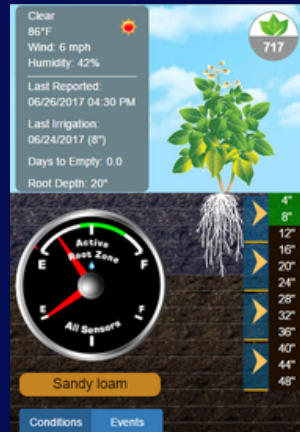 Clear
86°F
Wind: 6 mph
Humidity: 42%
717
Last Reported:
06/26/2017 04:30 PM
Last Irrigation:
06/24/2017 (8")
Days to Empty: 0.0
Root Depth: 20"
4"
8"
12"
16"
20"
24"
28"
32"
36"
40"
44"
48"
Active
Root Zone
E F
E F
All Sensors
Sandy loam
Conditions Events